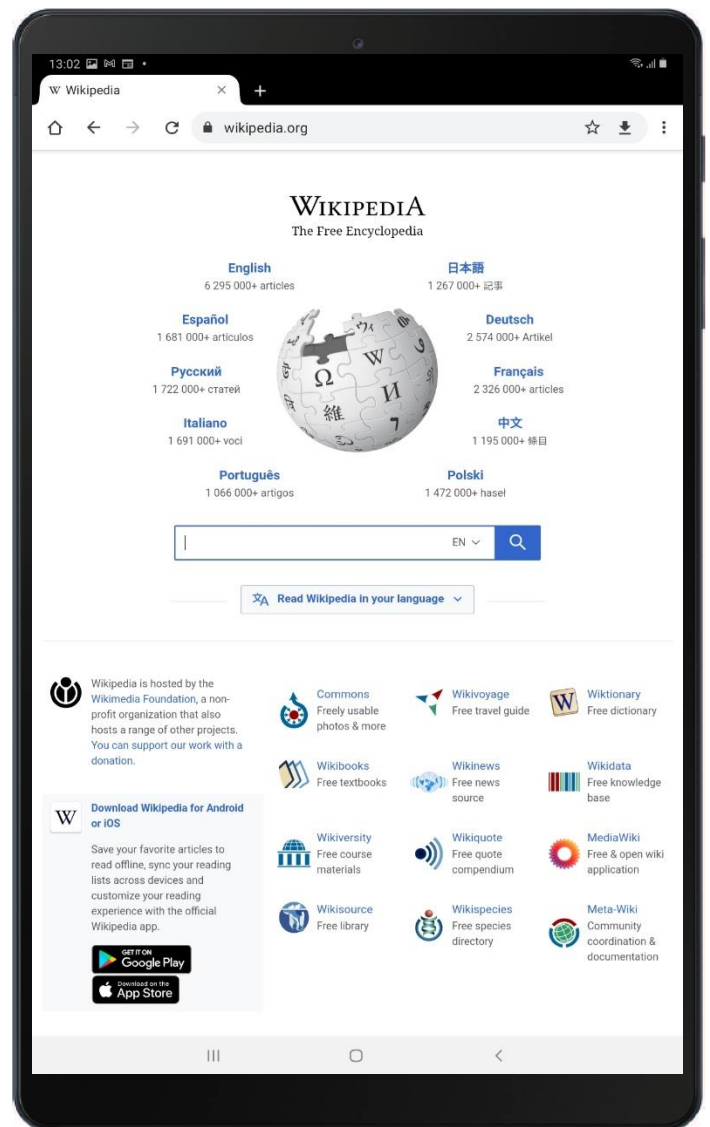 13:02
W Wikipedia
wikipedia.org
WIKIPEDIA
The Free Encyclopedia
English
6 295 000+ articles
日本語
1 267 000+ 記事
Español
1 681 000+ artículos
Deutsch
2 574 000+ Artikel
Русский
1 722 000+ статей
Français
2 326 000+ articles
Italiano
1 691 000+ voci
中文
1 195 000+ 條目
Português
1 066 000+ artigos
Polski
1 472 000+ haseł
Ω
W
И
維
ウィ
7
EN
Read Wikipedia in your language
Wikipedia is hosted by the
Wikimedia Foundation, a non-
profit organization that also
hosts a range of other projects.
You can support our work with a
donation.
W
Download Wikipedia for Android
or iOS
Save your favorite articles to
read offline, sync your reading
lists across devices and
customize your reading
experience with the official
Wikipedia app.
GET IT ON
Google Play
Download on the
App Store
Commons
Freely usable
photos & more
Wikivoyage
Free travel guide
W
Wiktionary
Free dictionary
Wikibooks
Free textbooks
Wikinews
Free news
source
Wikidata
Free knowledge
base
Wikiversity
Free course
materials
Wikiquote
Free quote
compendium
MediaWiki
Free & open wiki
application
Wikisource
Free library
Wikispecies
Free species
directory
Meta-Wiki
Community
coordination &
documentation